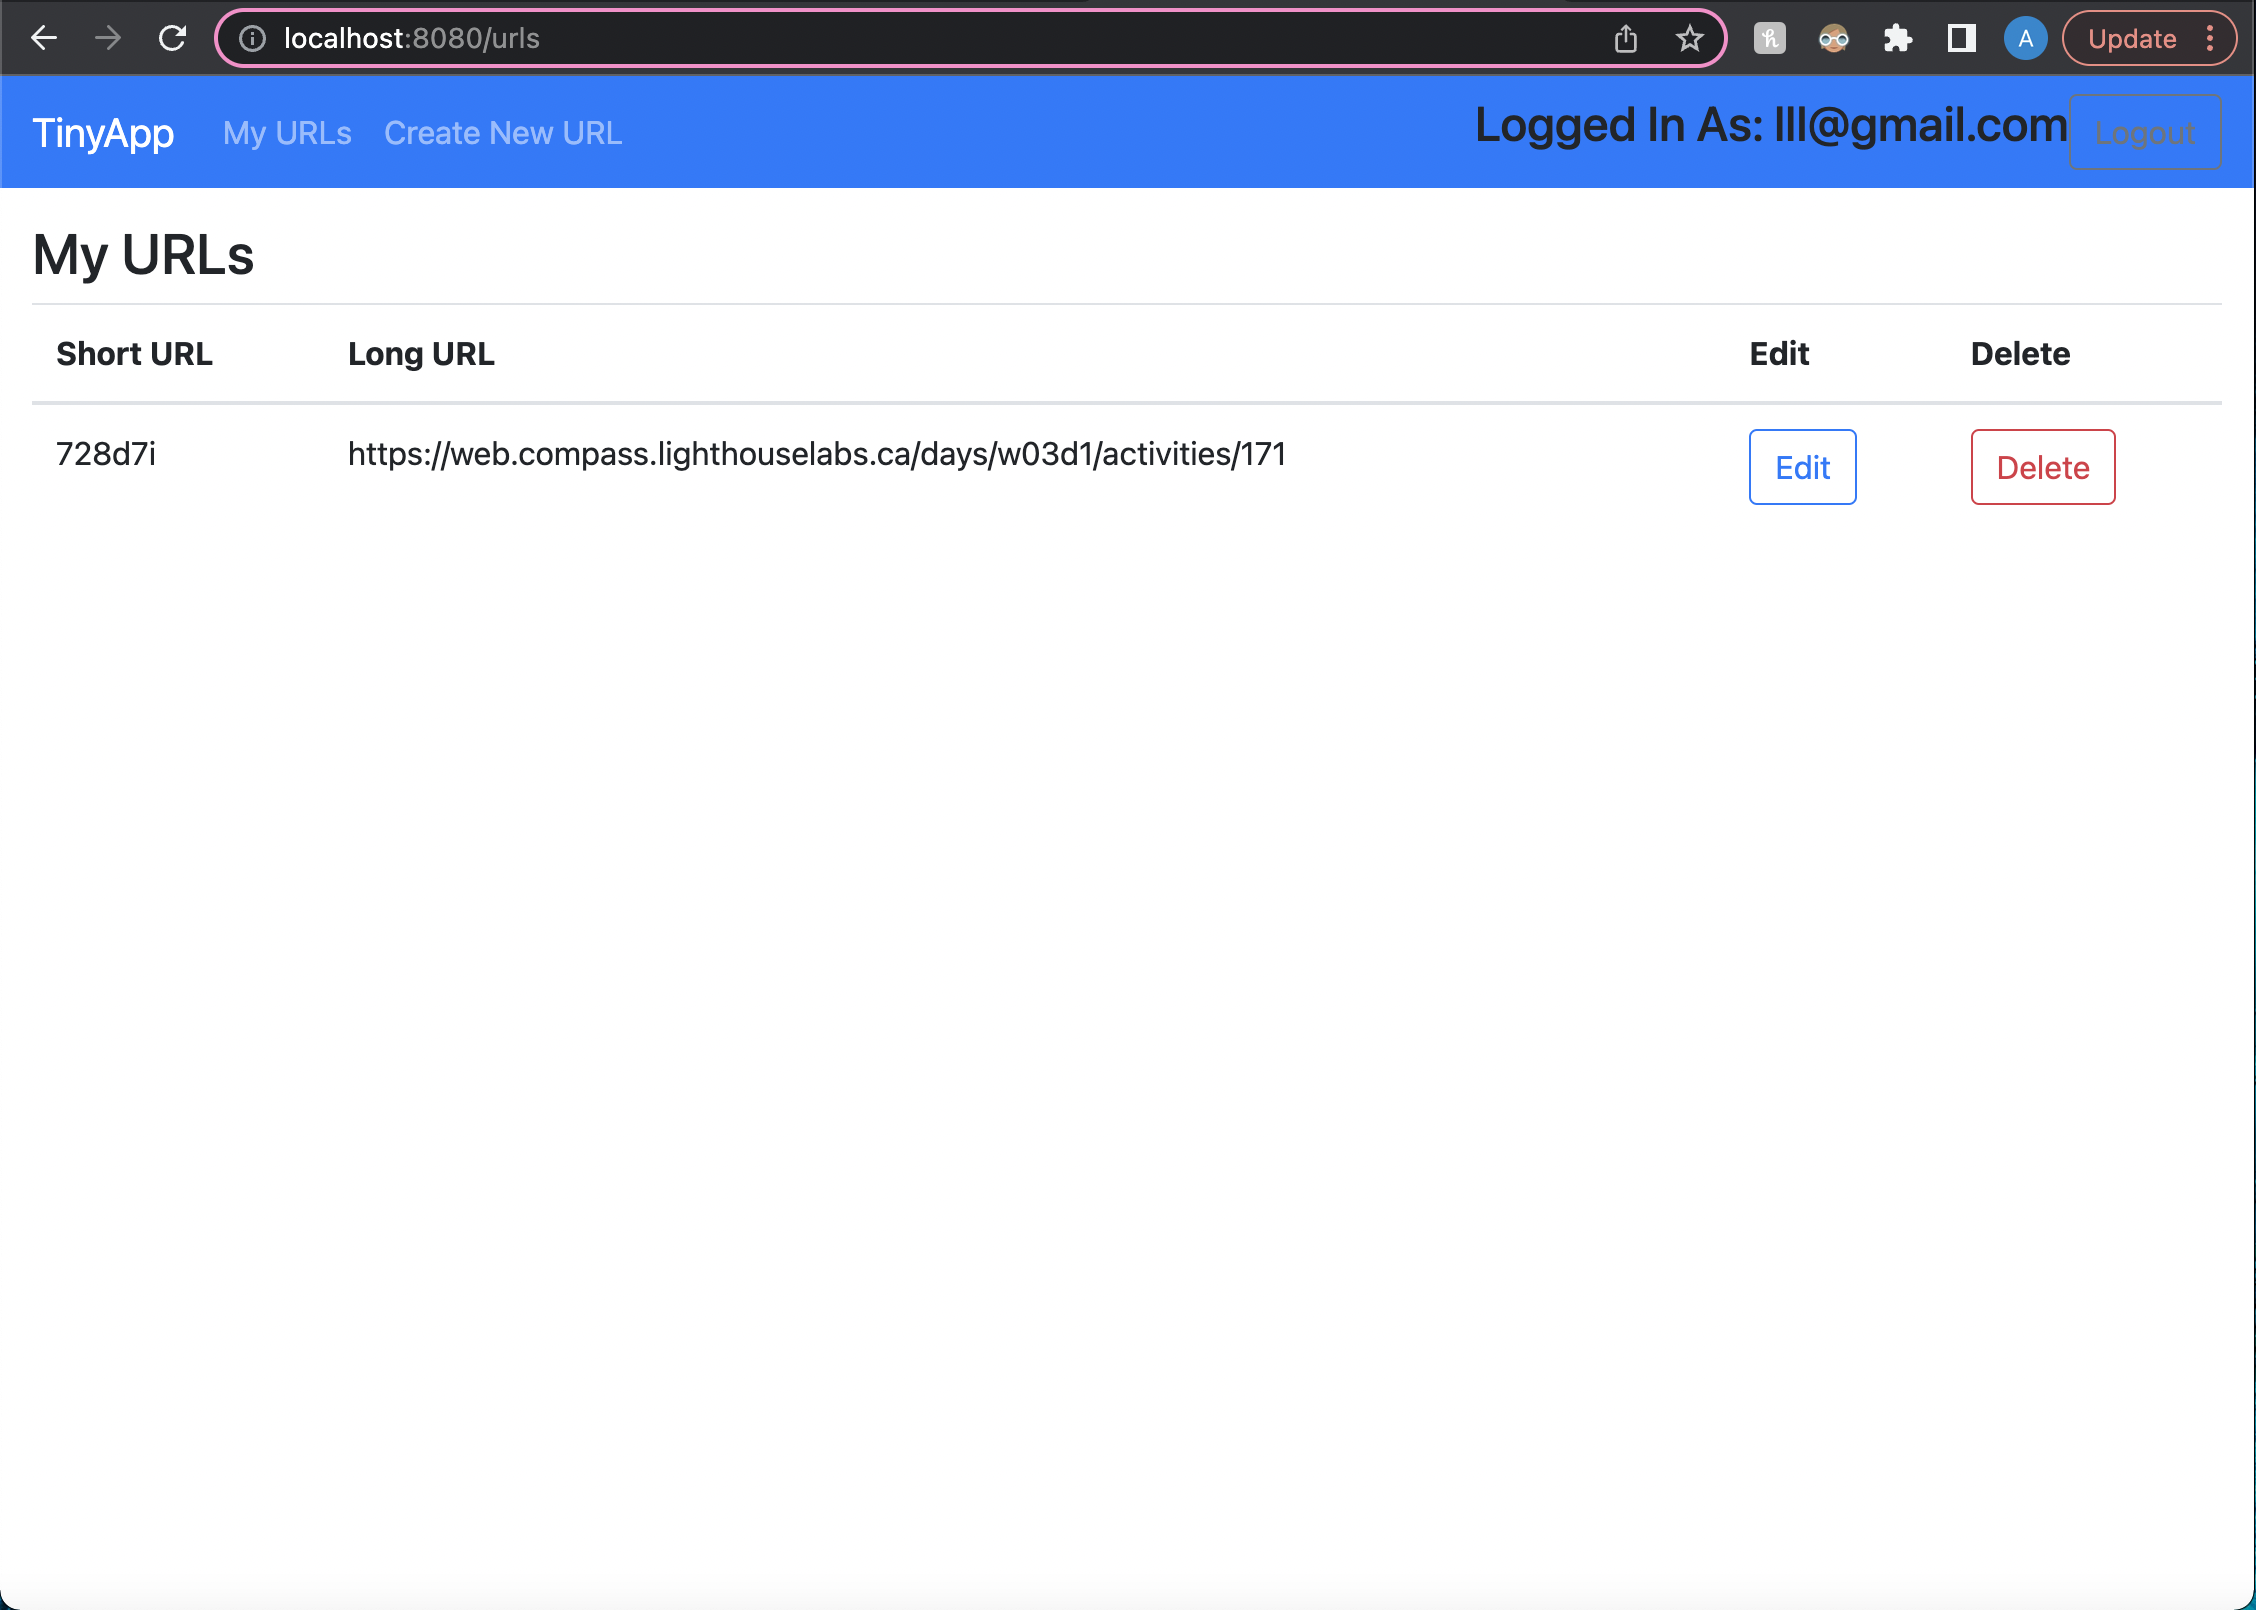 localhost:8080/urls
A
Update
TinyApp My URLs Create New URL Logged In As: lll@gmail.com Logout
My URLs
Short URL Long URL Edit Delete
728d7i https://web.compass.lighthouselabs.ca/days/w03d1/activities/171 Edit Delete